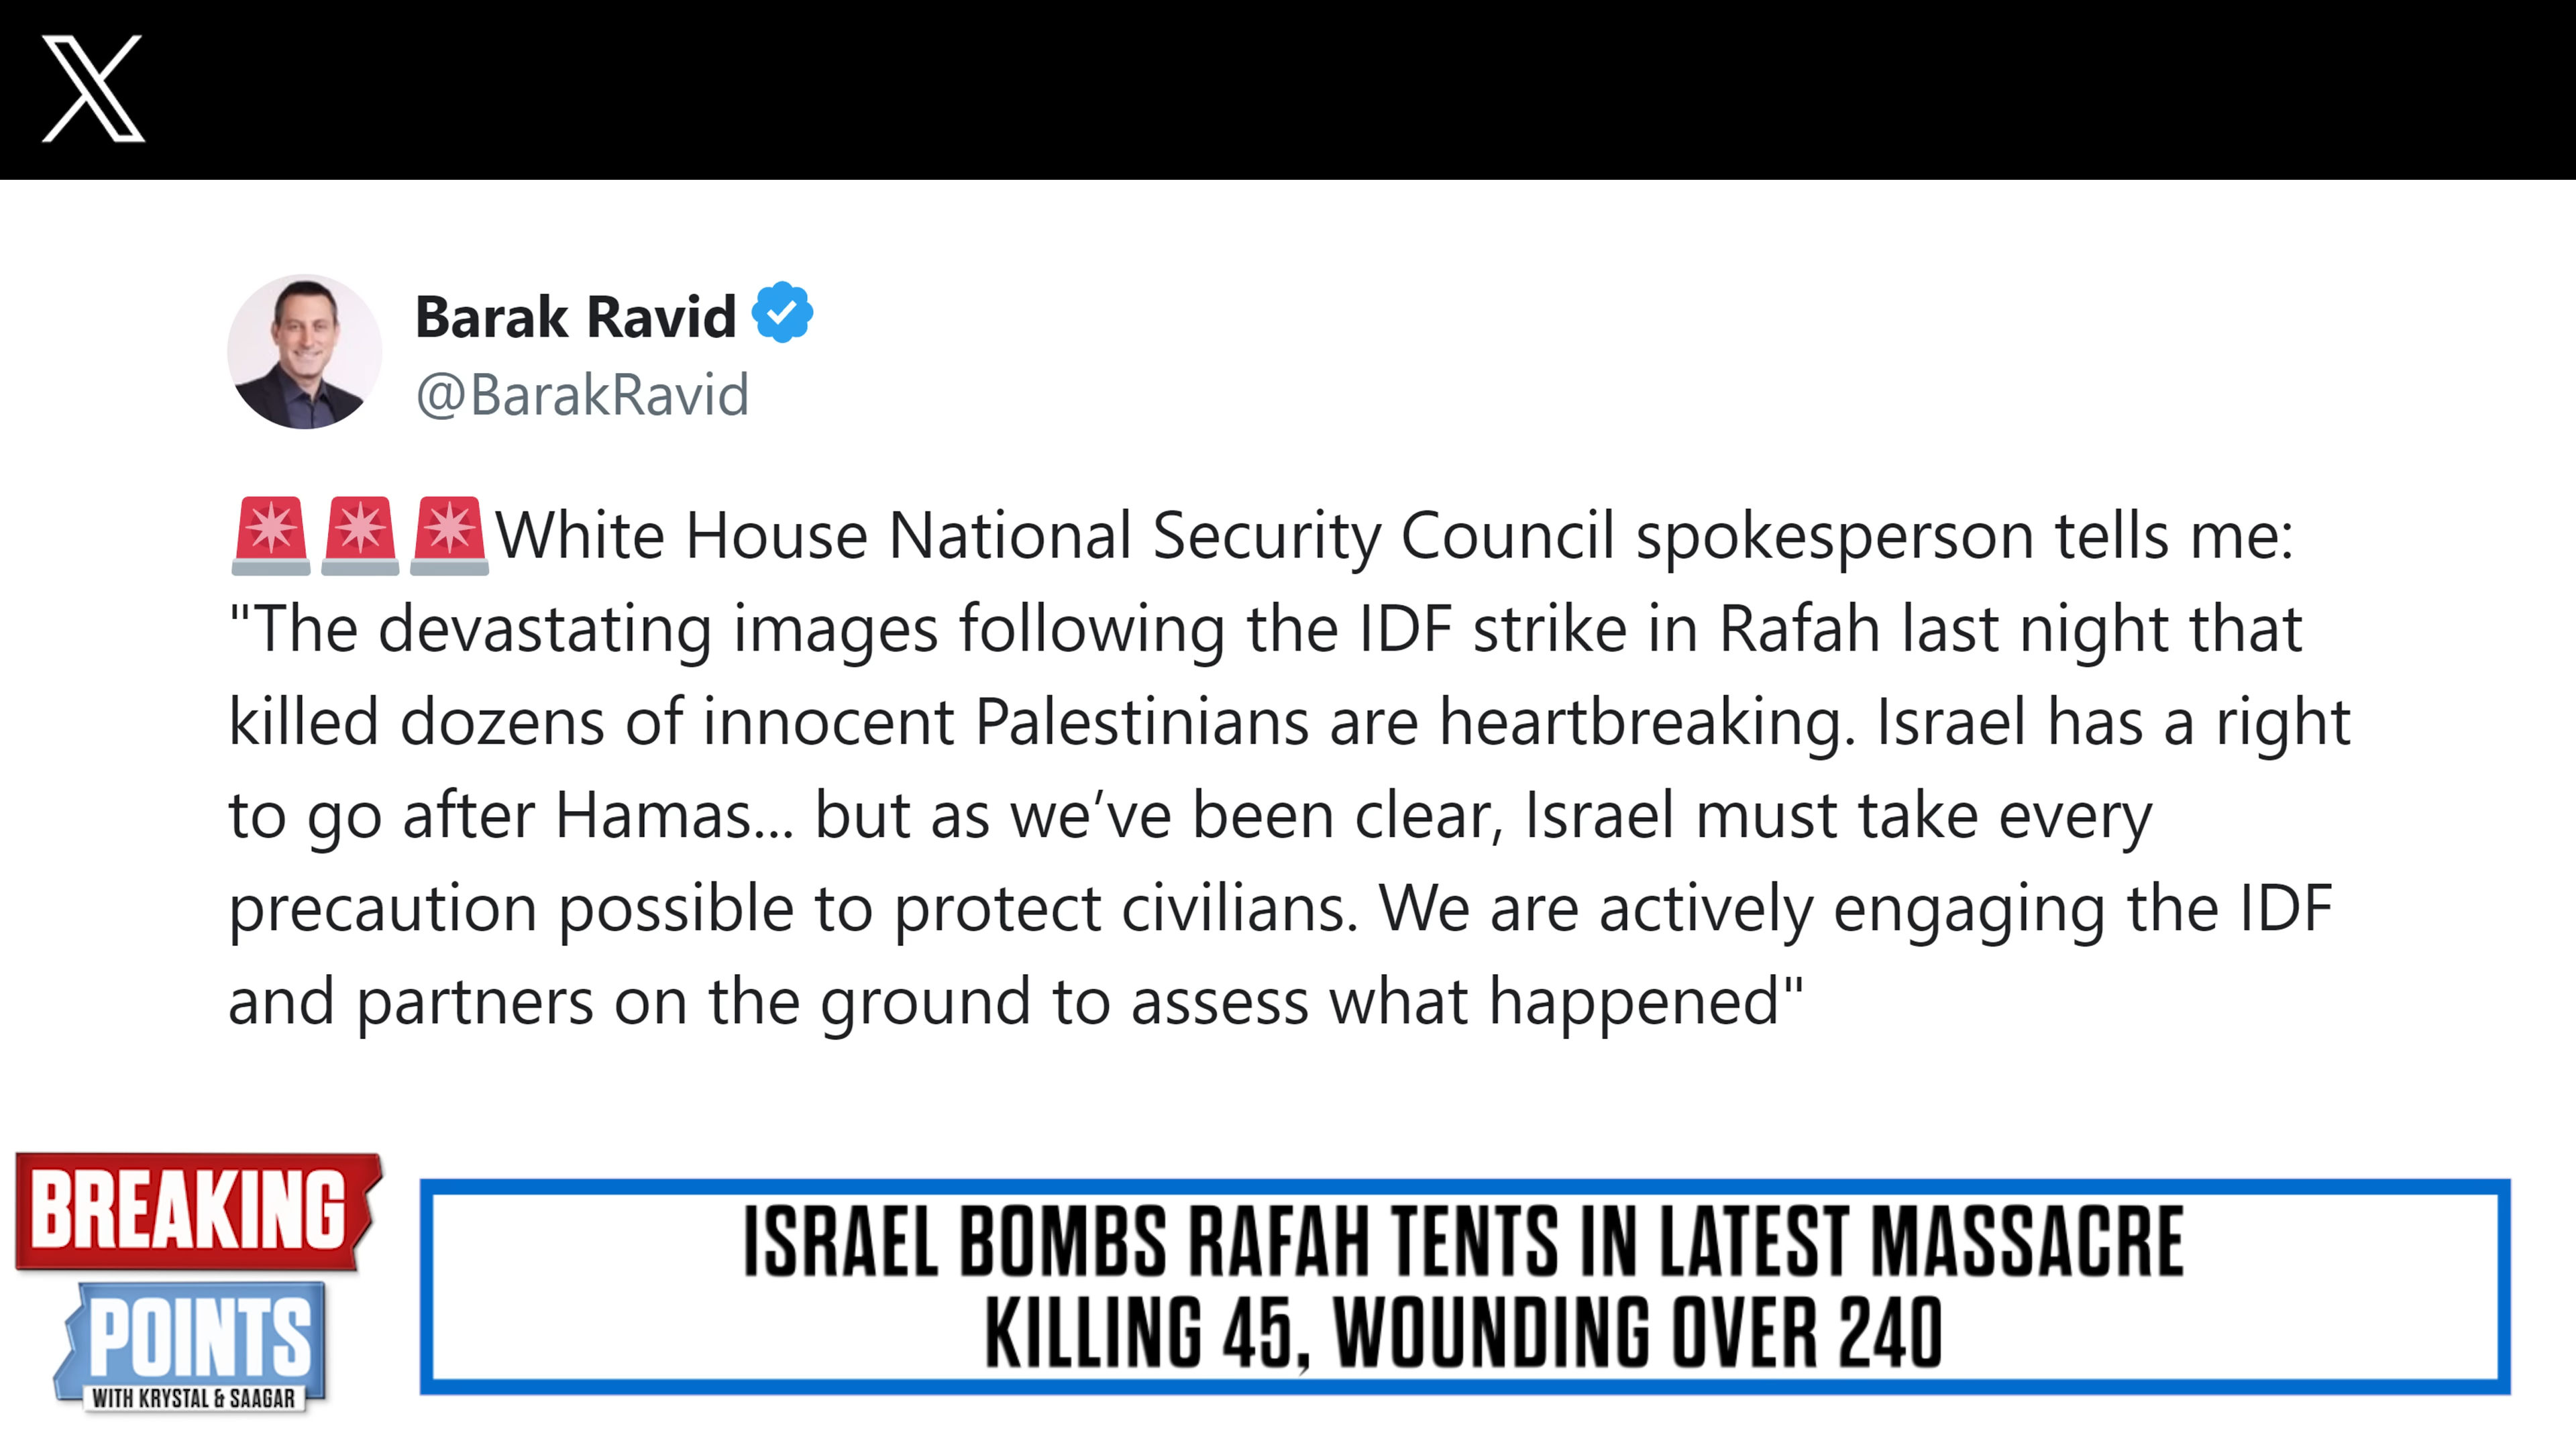 Barak Ravid
@BarakRavid
🚨🚨🚨White House National Security Council spokesperson tells me:
"The devastating images following the IDF strike in Rafah last night that
killed dozens of innocent Palestinians are heartbreaking. Israel has a right
to go after Hamas... but as we’ve been clear, Israel must take every
precaution possible to protect civilians. We are actively engaging the IDF
and partners on the ground to assess what happened"
BREAKING
POINTS
WITH KRYSTAL & SAAGAR
ISRAEL BOMBS RAFAH TENTS IN LATEST MASSACRE
KILLING 45, WOUNDING OVER 240